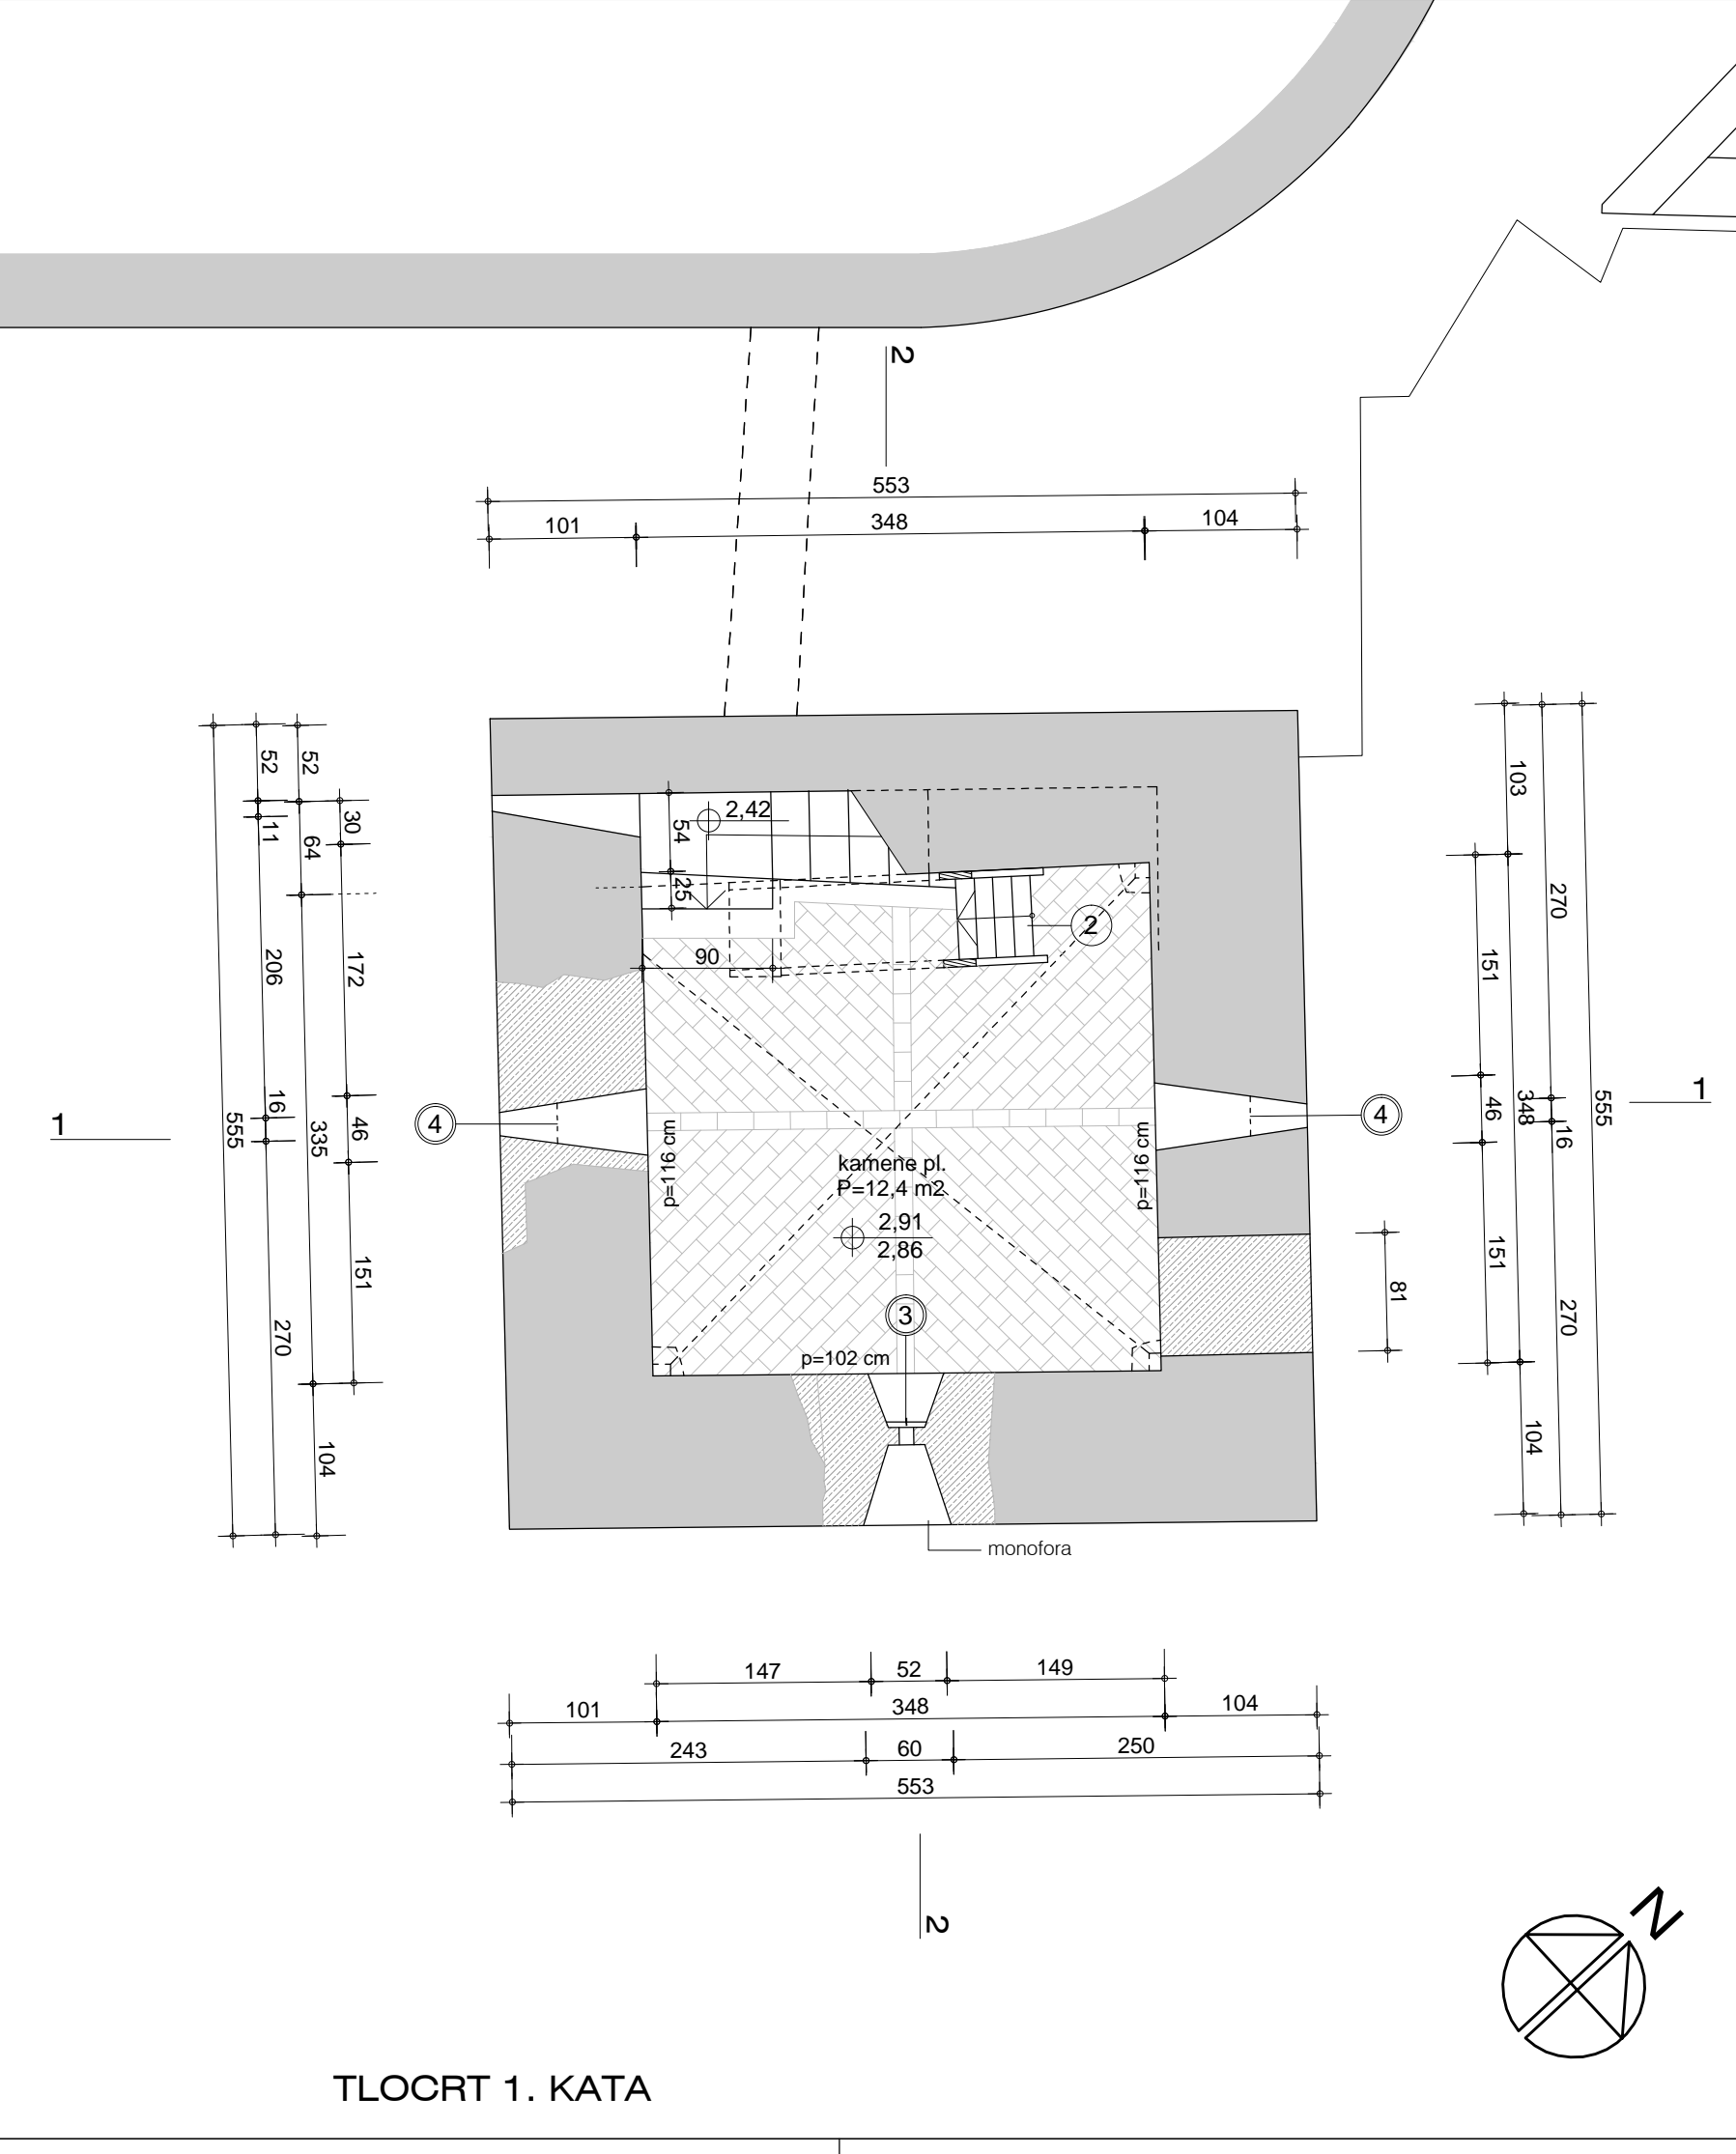 2
553
101 348 104
52 52
11 64 30
206 172
16
555 335 46
270 151
104
103
270
151
46 348 16 555
151 270
81
104
54 2,42
25
90
2
1
1
4
4
p=116 cm
p=116 cm
kamene pl.
P=12,4 m2
2,91
2,86
3
p=102 cm
monofora
147 52 149
101 348 104
243 60 250
553
2
N
TLOCRT 1. KATA